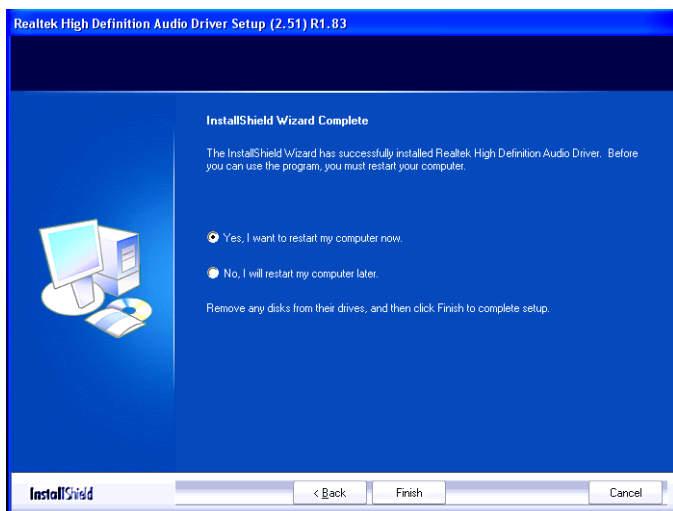 Realtek High Definition Audio Driver Setup (2.51) R1.83
InstallShield Wizard Complete
The InstallShield Wizard has successfully installed Realtek High Definition Audio Driver. Before
you can use the program, you must restart your computer.
Yes, I want to restart my computer now.
No, I will restart my computer later.
Remove any disks from their drives, and then click Finish to complete setup.
InstallShield
< Back
Finish
Cancel